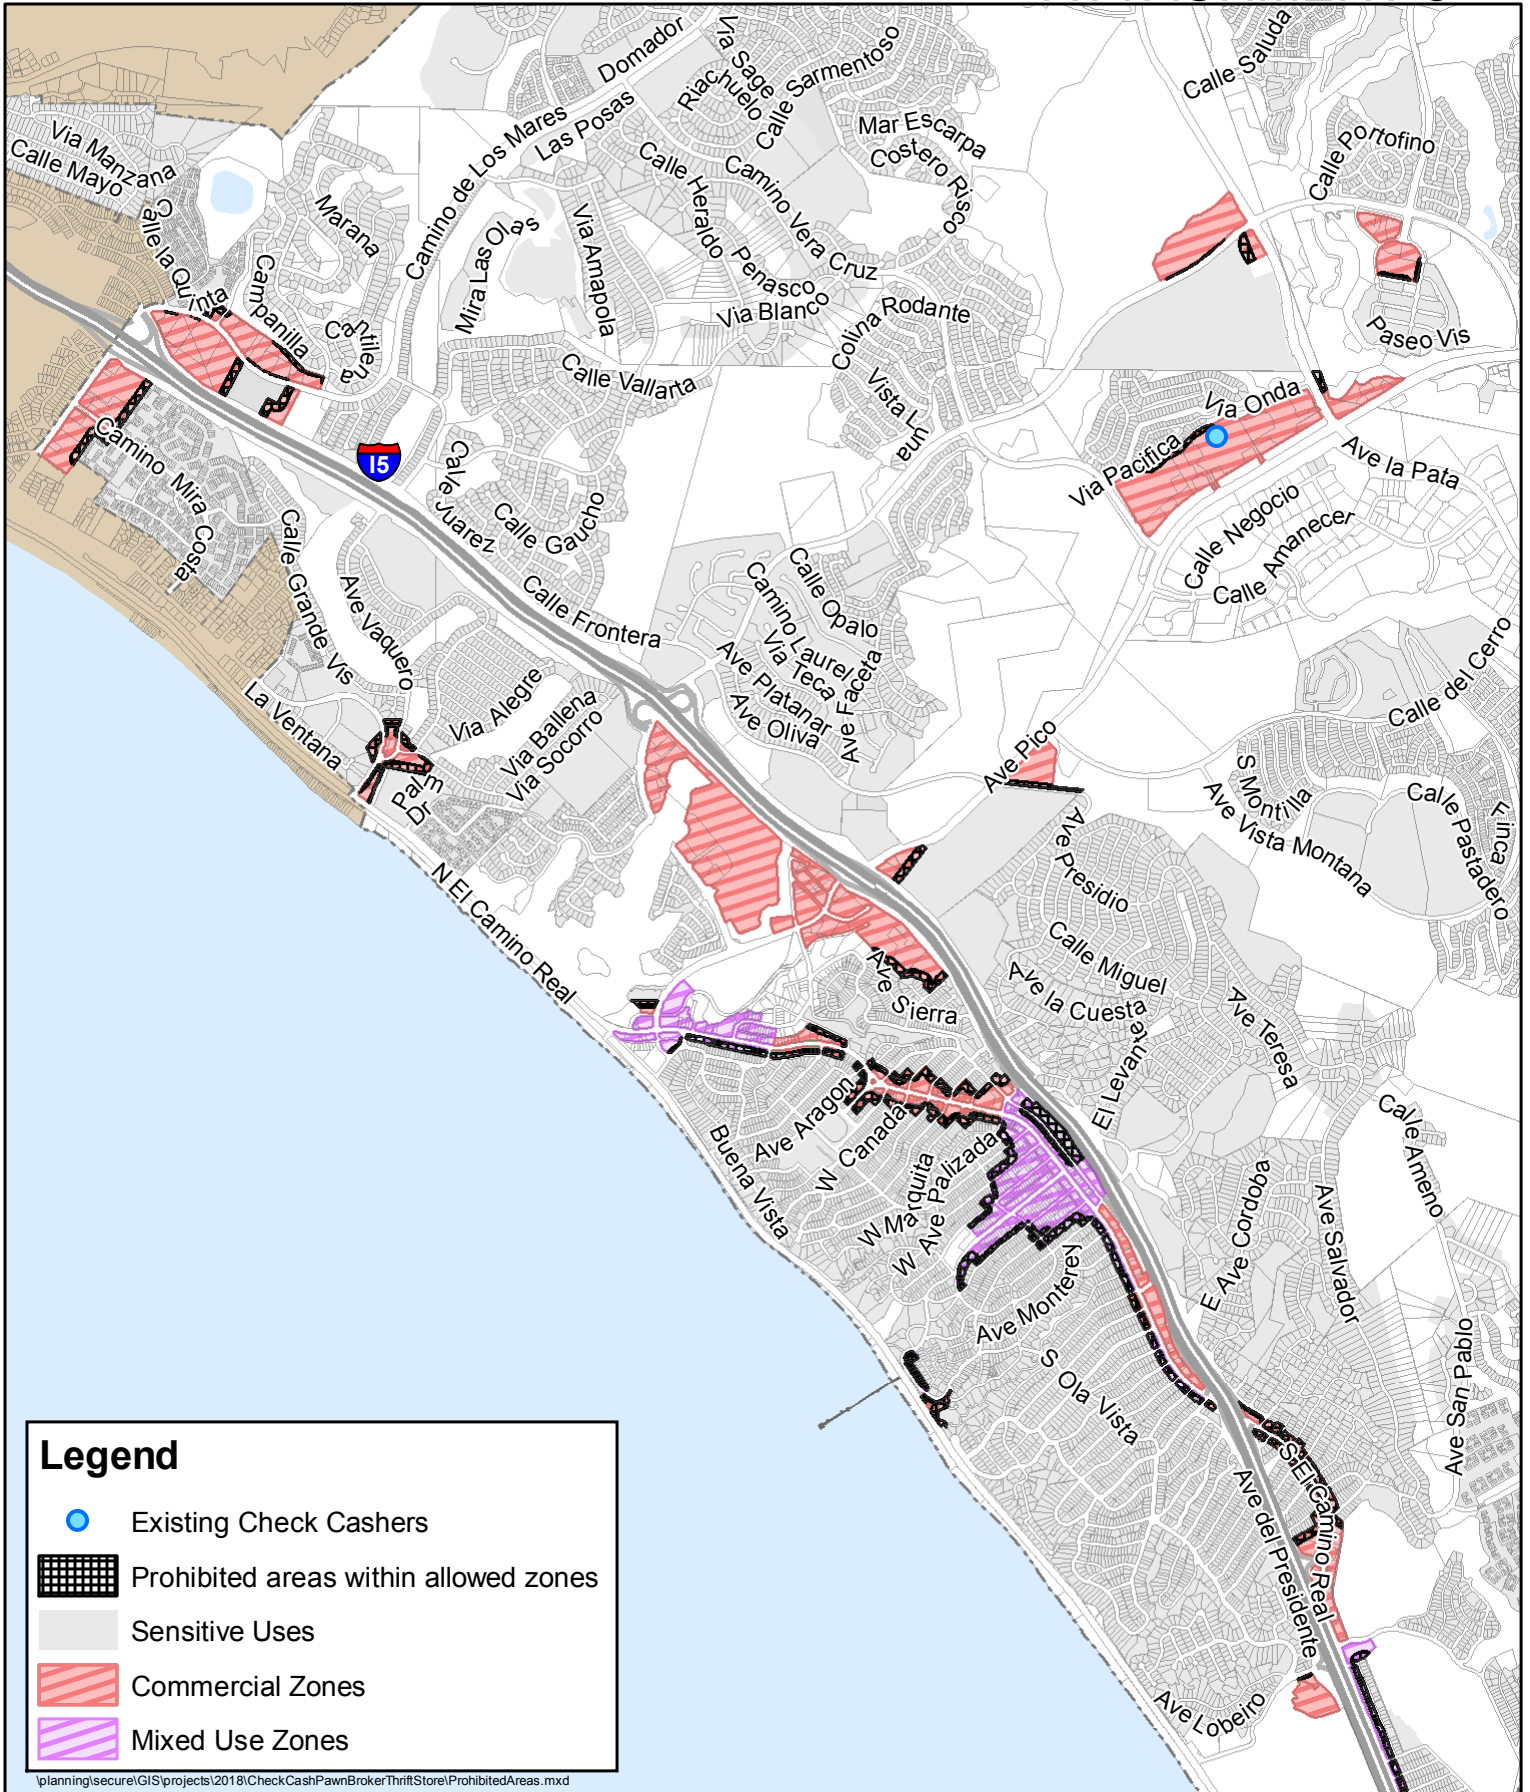 Domador
Via Sage
Riachuelo
Calle Sarmentoso
Calle Saluda
Camino de Los Mares
Las Posas
Mar Escarpa
Costero Risco
Calle Portofino
Via Manzana
Calle Mayo
Calle la Quinta
Marana
Campanilla
Cantilena
Mira Las Olas
Via Amapola
Calle Heraldo
Camino Vera Cruz
Penasco
Via Blanco
Colina Rodante
Paseo Vis
Calle Vallarta
Vista Luna
Via Onda
Via Pacifica
Ave la Pata
I5
Camino Mira Costa
Calle Juarez
Calle Gaucho
Calle Negocio
Calle Amanecer
Calle Grande Vis
Ave Vaquero
Calle Frontera
Calle Opalo
Camino Laurel
Via Teca
Ave Platanar
Ave Oliva
Ave Faceta
Calle del Cerro
La Ventana
Via Alegre
Via Ballena
Via Socorro
Palm Dr
Ave Pico
S Montilla
Ave Vista Montana
Calle Pastadero
Finca
N El Camino Real
Ave Presidio
Calle Miguel
Ave la Cuesta
Ave Sierra
Ave Teresa
El Levante
Calle Ameno
Ave Aragon
W Canada
Buena Vista
W Marquita
W Ave Palizada
Ave Monterey
E Ave Cordoba
Ave Salvador
S Ola Vista
Ave San Pablo
S El Camino Real
Ave del Presidente
Ave Lobeiro
Legend
Existing Check Cashers
Prohibited areas within allowed zones
Sensitive Uses
Commercial Zones
Mixed Use Zones
\planning\secure\GIS\projects\2018\CheckCashPawnBrokerThriftStore\ProhibitedAreas.mxd